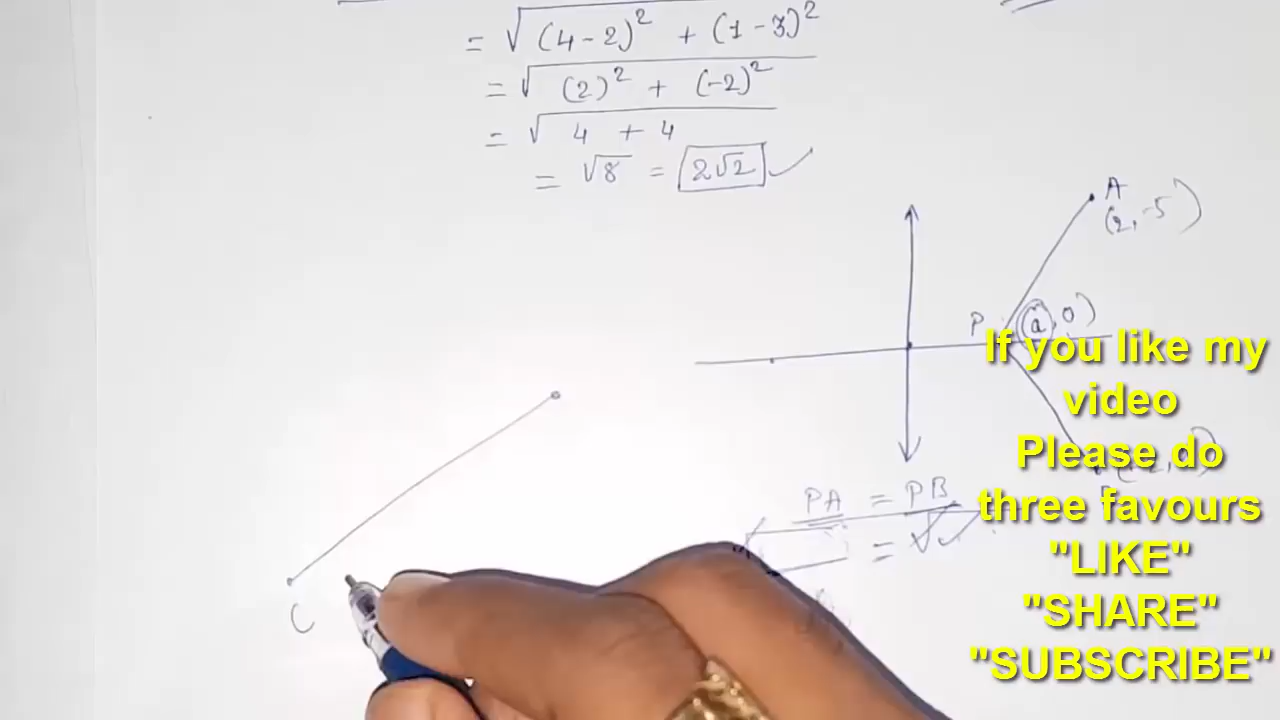 = √(4-2)² + (1-3)²
= √(2)² + (-2)²
= √4 + 4
= √8 = 2√2 ✓
A
(2,-5)
P (a, 0)
PA = PB
= √
C
If you like my
video
Please do
three favours
"LIKE"
"SHARE"
"SUBSCRIBE"